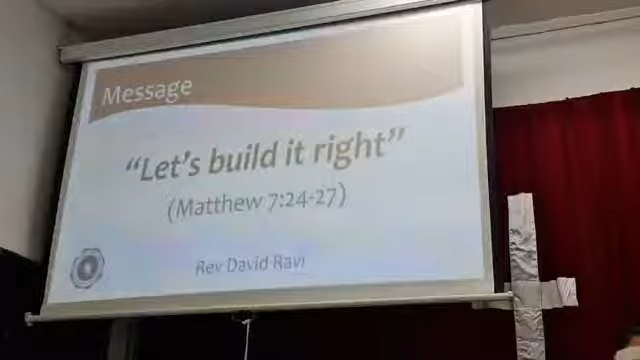 Message
“Let’s build it right”
(Matthew 7:24-27)
Rev David Ravi